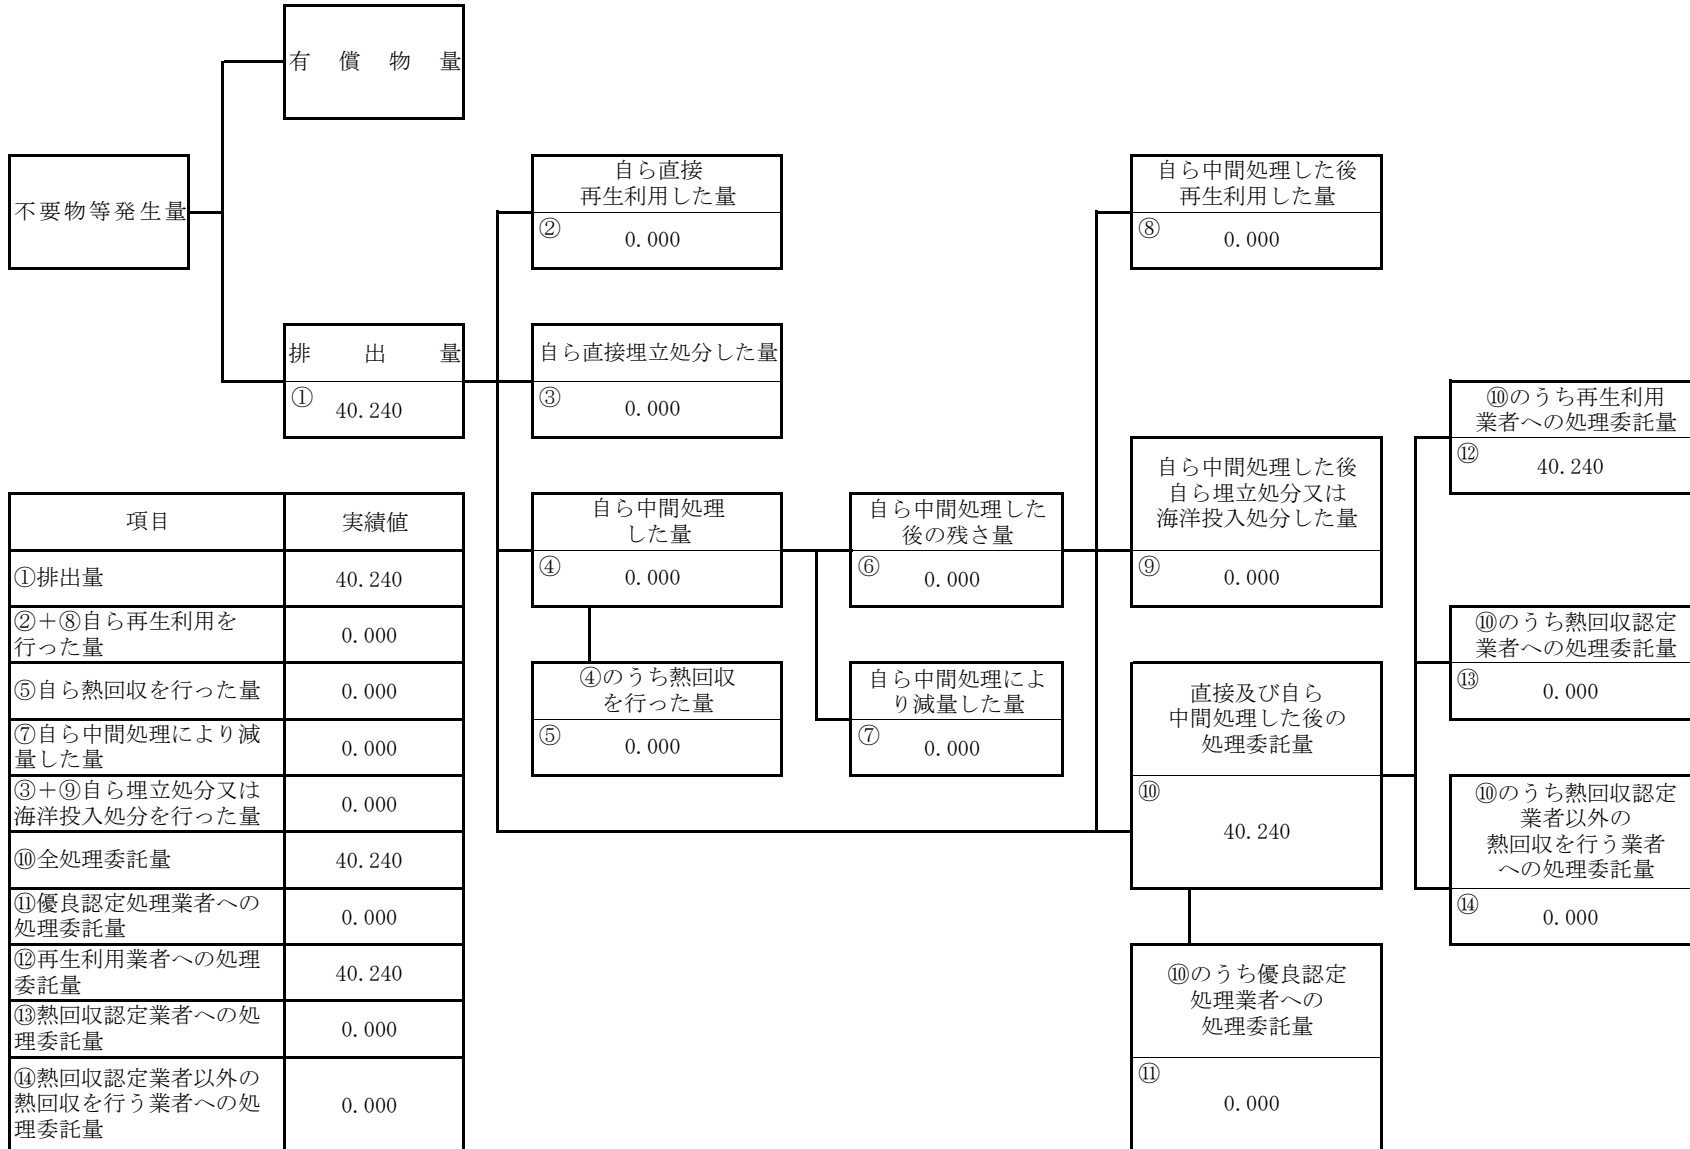 有償物量
不要物等発生量
排出量
①
40.240
自ら直接
再生利用した量
②
0.000
自ら直接埋立処分した量
③
0.000
自ら中間処理
した量
④
0.000
④のうち熱回収
を行った量
⑤
0.000
自ら中間処理した
後の残さ量
⑥
0.000
自ら中間処理によ
り減量した量
⑦
0.000
自ら中間処理した後
再生利用した量
⑧
0.000
自ら中間処理した後
自ら埋立処分又は
海洋投入処分した量
⑨
0.000
直接及び自ら
中間処理した後の
処理委託量
⑩
40.240
⑩のうち優良認定
処理業者への
処理委託量
⑪
0.000
⑩のうち再生利用
業者への処理委託量
⑫
40.240
⑩のうち熱回収認定
業者への処理委託量
⑬
0.000
⑩のうち熱回収認定
業者以外の
熱回収を行う業者
への処理委託量
⑭
0.000
項目 実績値
①排出量 40.240
②＋⑧自ら再生利用を
行った量 0.000
⑤自ら熱回収を行った量 0.000
⑦自ら中間処理により減
量した量 0.000
③＋⑨自ら埋立処分又は
海洋投入処分を行った量 0.000
⑩全処理委託量 40.240
⑪優良認定処理業者への
処理委託量 0.000
⑫再生利用業者への処理
委託量 40.240
⑬熱回収認定業者への処
理委託量 0.000
⑭熱回収認定業者以外の
熱回収を行う業者への処
理委託量 0.000